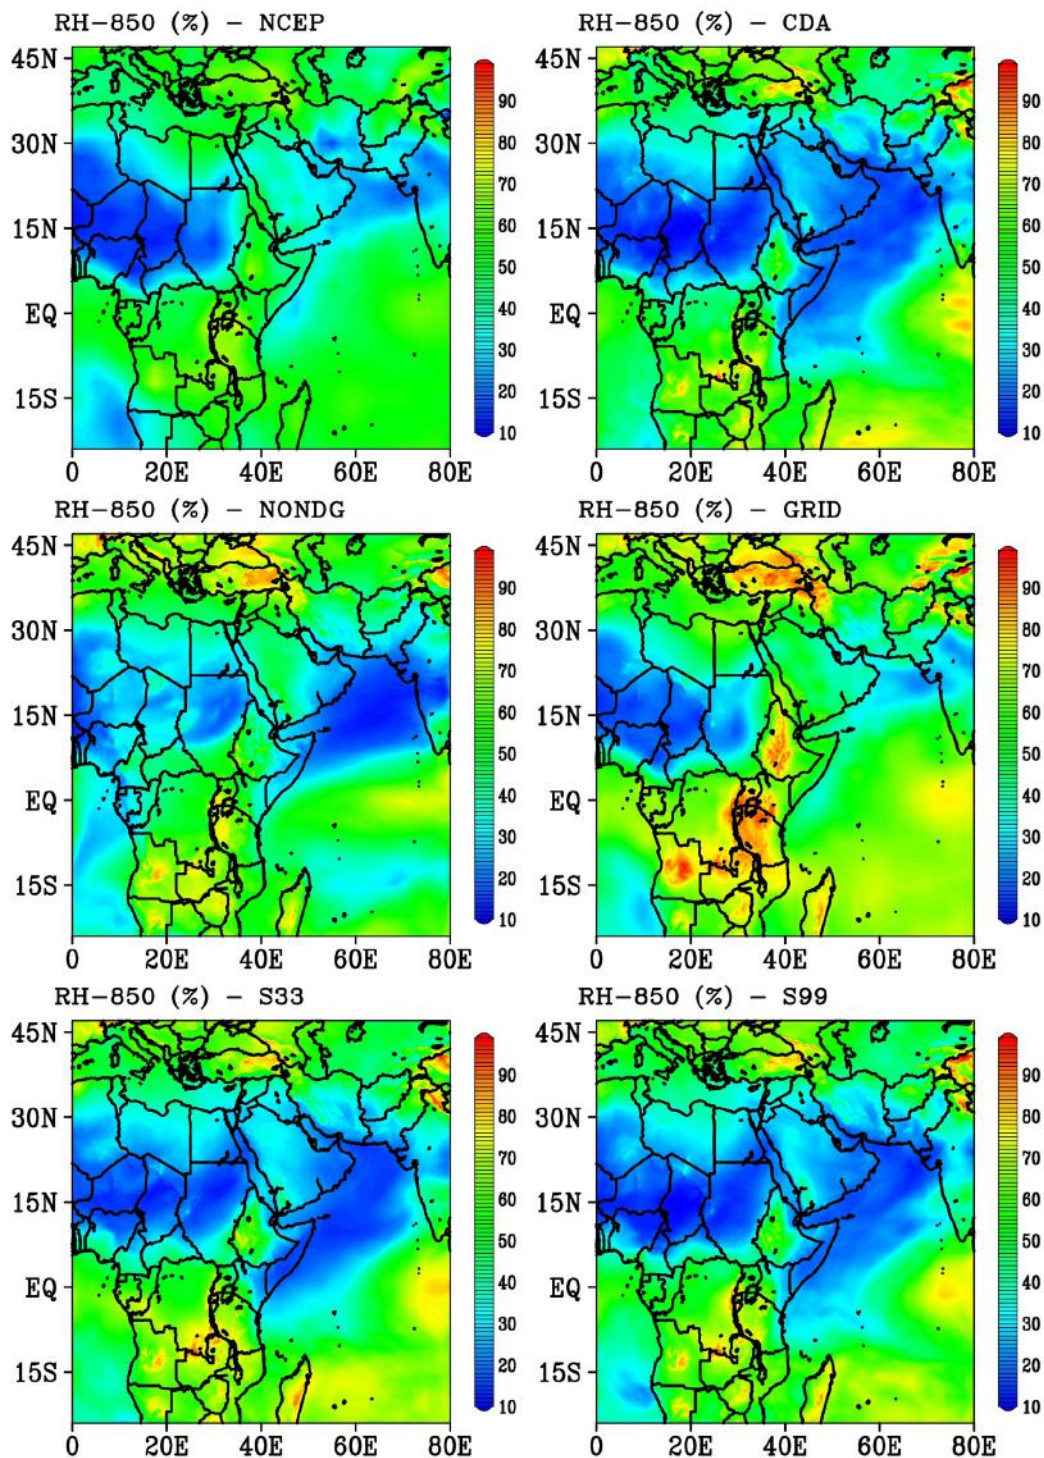 RH-850 (%) - NCEP
45N
30N
15N
EQ
15S
0 20E 40E 60E 80E
90
80
70
60
50
40
30
20
10
RH-850 (%) - CDA
45N
30N
15N
EQ
15S
0 20E 40E 60E 80E
90
80
70
60
50
40
30
20
10
RH-850 (%) - NONDG
45N
30N
15N
EQ
15S
0 20E 40E 60E 80E
90
80
70
60
50
40
30
20
10
RH-850 (%) - GRID
45N
30N
15N
EQ
15S
0 20E 40E 60E 80E
90
80
70
60
50
40
30
20
10
RH-850 (%) - S33
45N
30N
15N
EQ
15S
0 20E 40E 60E 80E
90
80
70
60
50
40
30
20
10
RH-850 (%) - S99
45N
30N
15N
EQ
15S
0 20E 40E 60E 80E
90
80
70
60
50
40
30
20
10